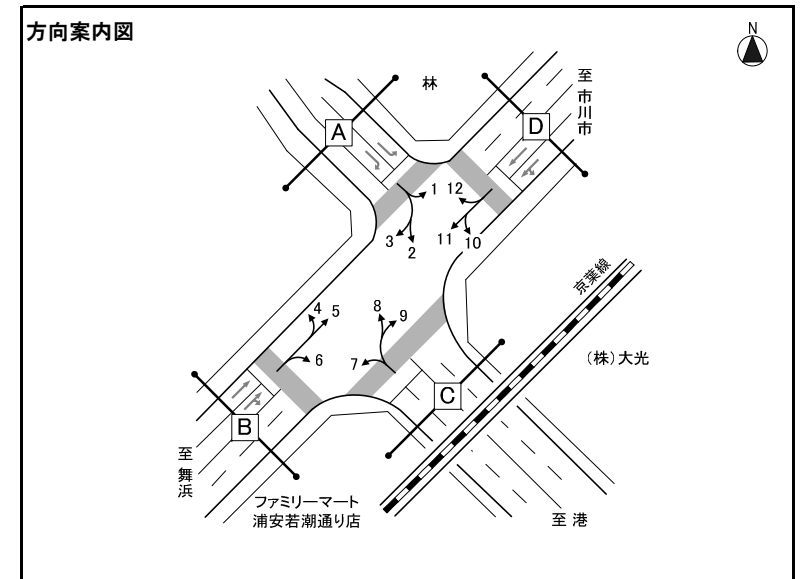 方向案内図
N
林
至市川市
A
D
1
12
3
2
11
10
京葉線
4
5
8
9
6
7
(株)大光
C
B
至舞浜
ファミリーマート
浦安若潮通り店
至 港